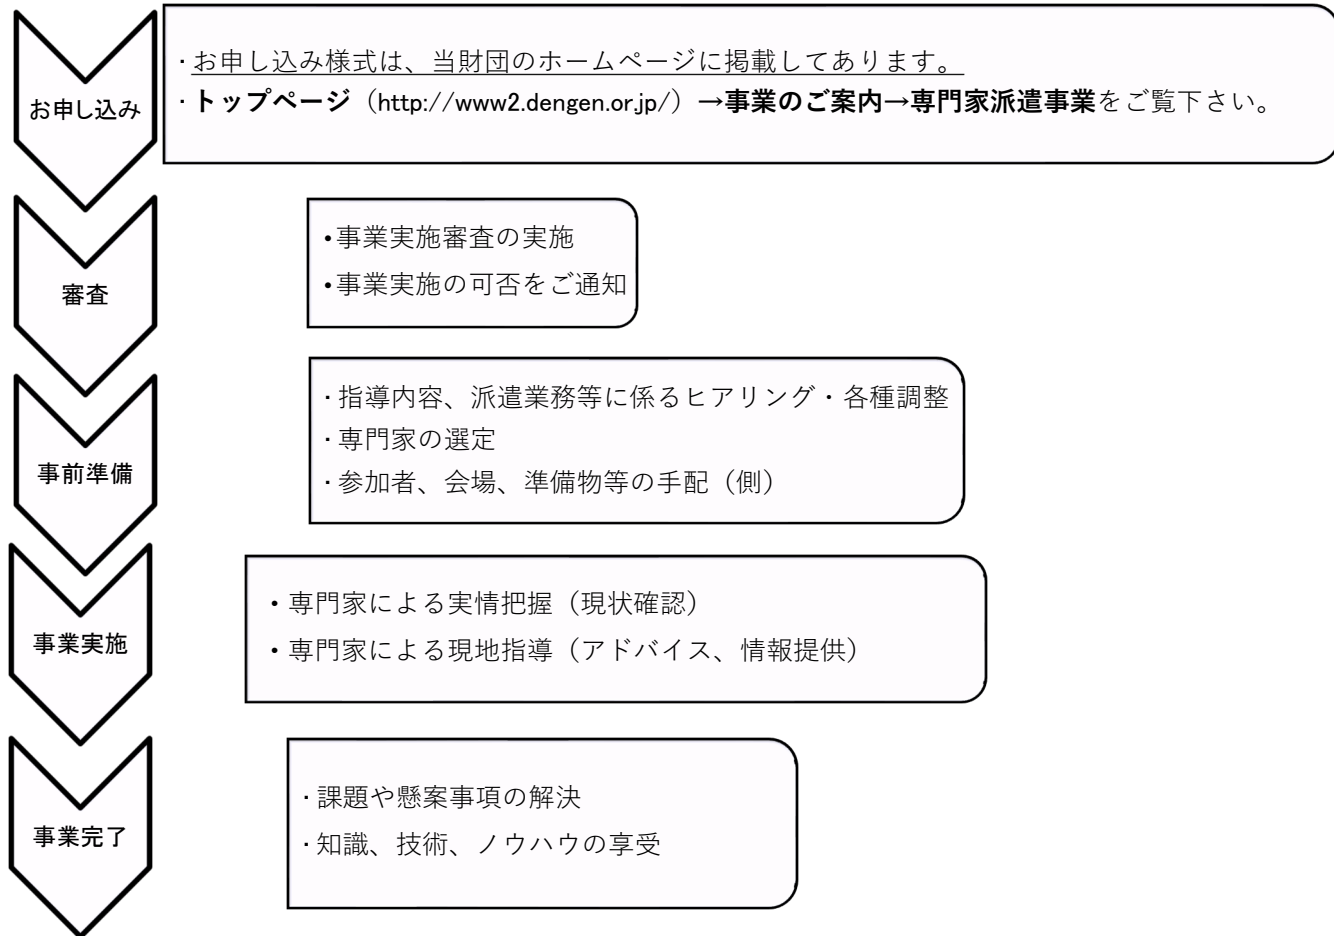 お申し込み
・お申し込み様式は、当財団のホームページに掲載してあります。
・トップページ（http://www2.dengen.or.jp/）→事業のご案内→専門家派遣事業をご覧下さい。
審査
•事業実施審査の実施
•事業実施の可否をご通知
事前準備
・指導内容、派遣業務等に係るヒアリング・各種調整
・専門家の選定
・参加者、会場、準備物等の手配（側）
事業実施
• 専門家による実情把握（現状確認）
• 専門家による現地指導（アドバイス、情報提供）
事業完了
・課題や懸案事項の解決
・知識、技術、ノウハウの享受